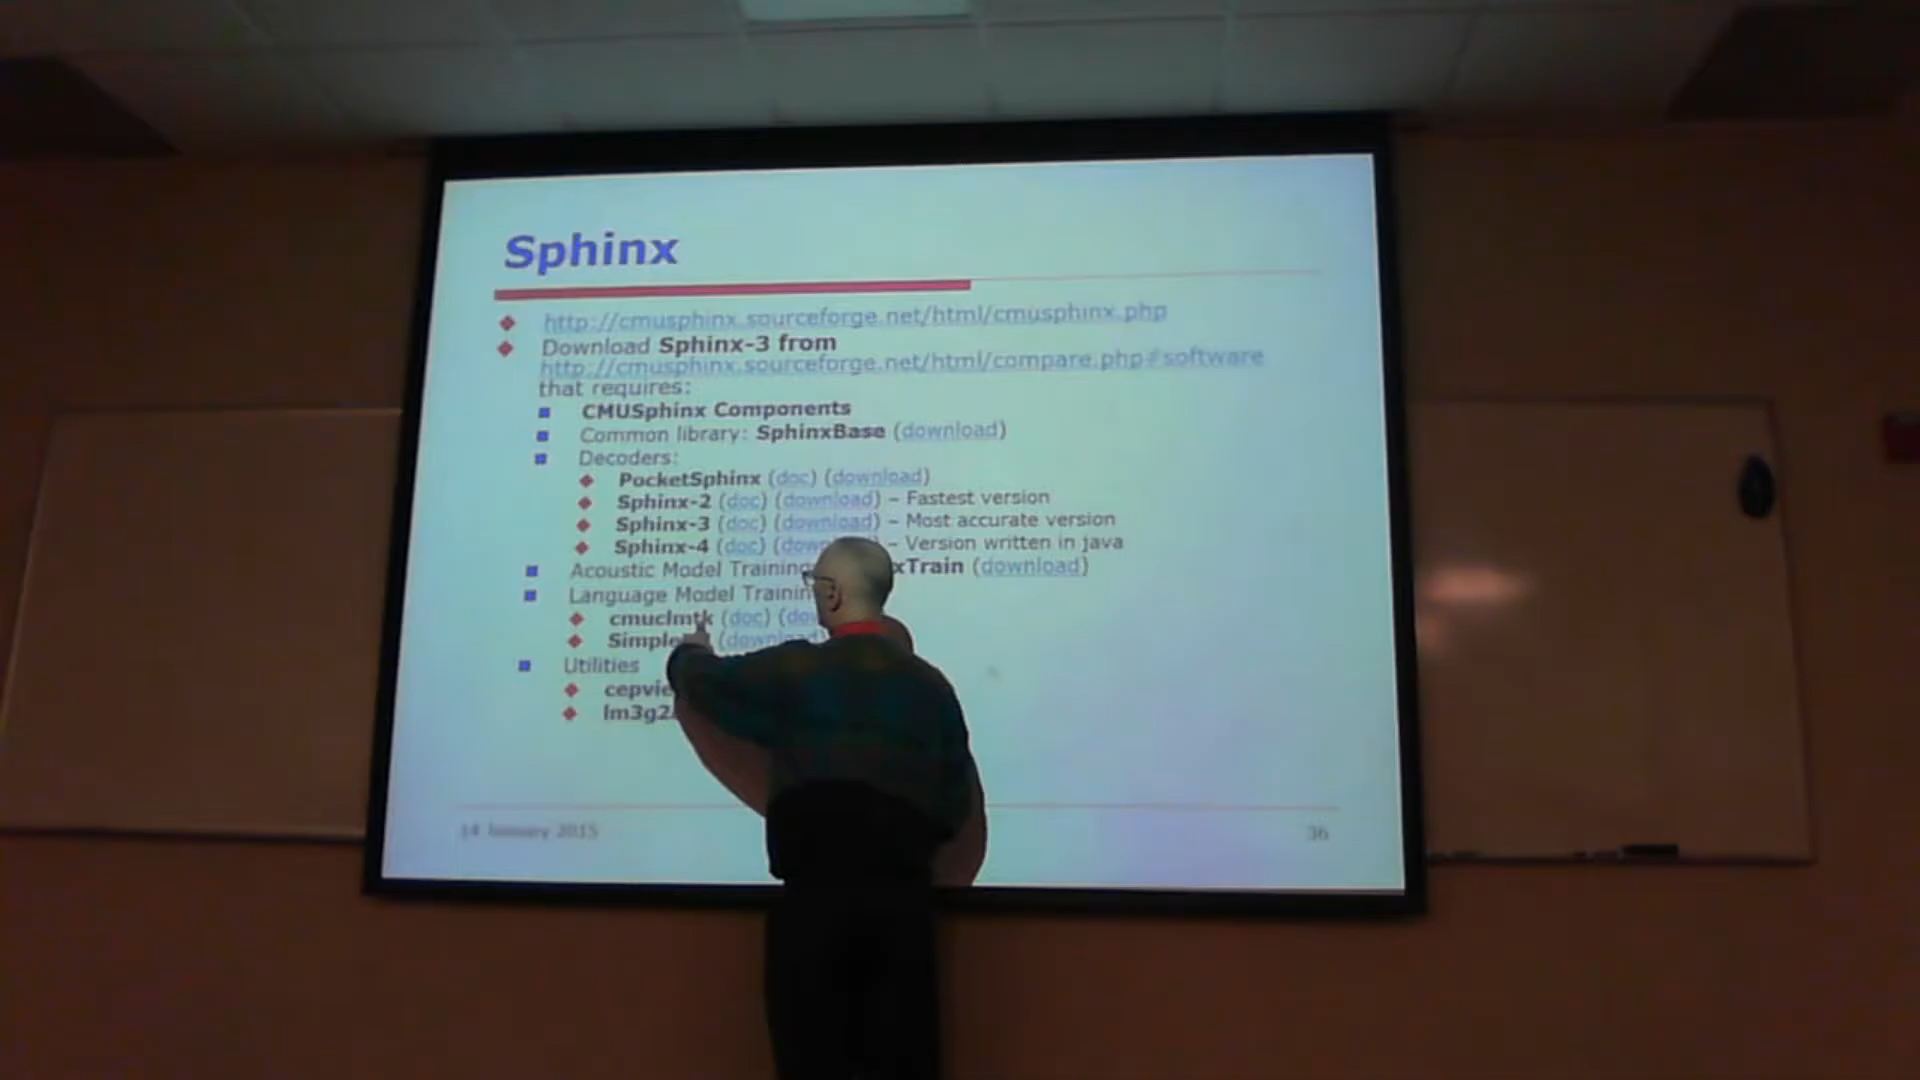 Sphinx
http://cmusphinx.sourceforge.net/html/cmusphinx.php
Download Sphinx-3 from
http://cmusphinx.sourceforge.net/html/compare.php#software
that requires:
CMUSphinx Components
Common library: SphinxBase (download)
Decoders:
PocketSphinx (doc) (download)
Sphinx-2 (doc) (download) – Fastest version
Sphinx-3 (doc) (download) – Most accurate version
Sphinx-4 (doc) – Version written in java
Acoustic Model Training (download)
Language Model
cmuclmtk (doc)
(download)
Utilities
14 January 2015
36